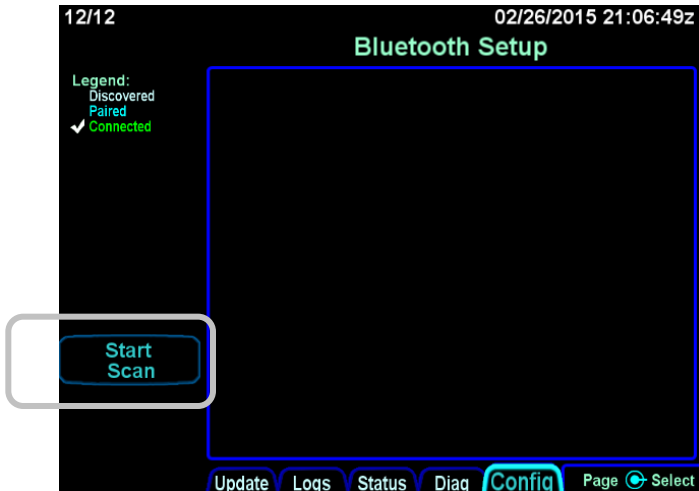 12/12 02/26/2015 21:06:49z
Bluetooth Setup
Legend:
Discovered
Paired
Connected
Start
Scan
Update Logs Status Diag Config Page Select